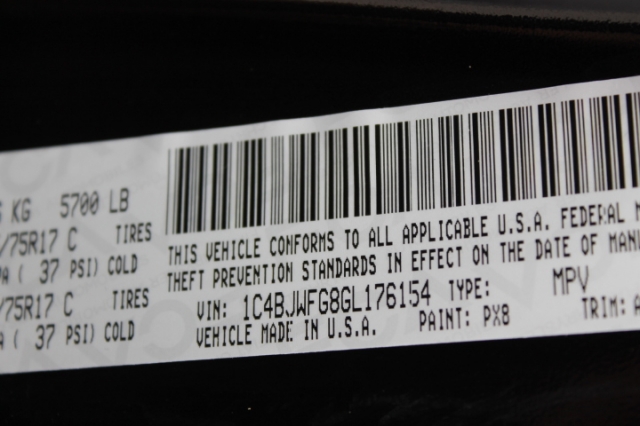 KG 5700 LB
/75R17 C TIRES
( 37 PSI) COLD
/75R17 C TIRES
( 37 PSI) COLD
THIS VEHICLE CONFORMS TO ALL APPLICABLE U.S.A. FEDERAL M
THEFT PREVENTION STANDARDS IN EFFECT ON THE DATE OF MANU
VIN: 1C4BJWFG8GL176154 TYPE: MPV
VEHICLE MADE IN U.S.A. PAINT: PX8 TRIM: A